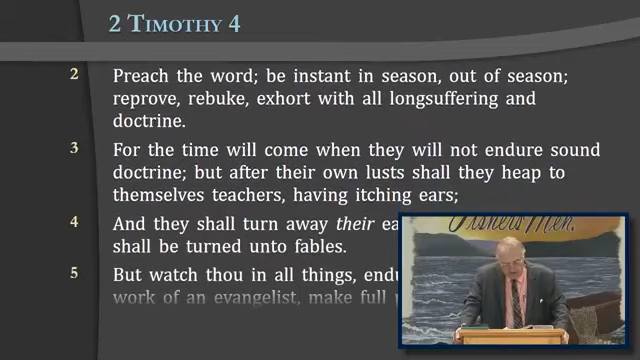 2 TIMOTHY 4
2 Preach the word; be instant in season, out of season;
reprove, rebuke, exhort with all longsuffering and
doctrine.
3 For the time will come when they will not endure sound
doctrine; but after their own lusts shall they heap to
themselves teachers, having itching ears;
4 And they shall turn away their
shall be turned unto fables.
5 But watch thou in all things,
work of an evangelist, make full
Fishers Men.